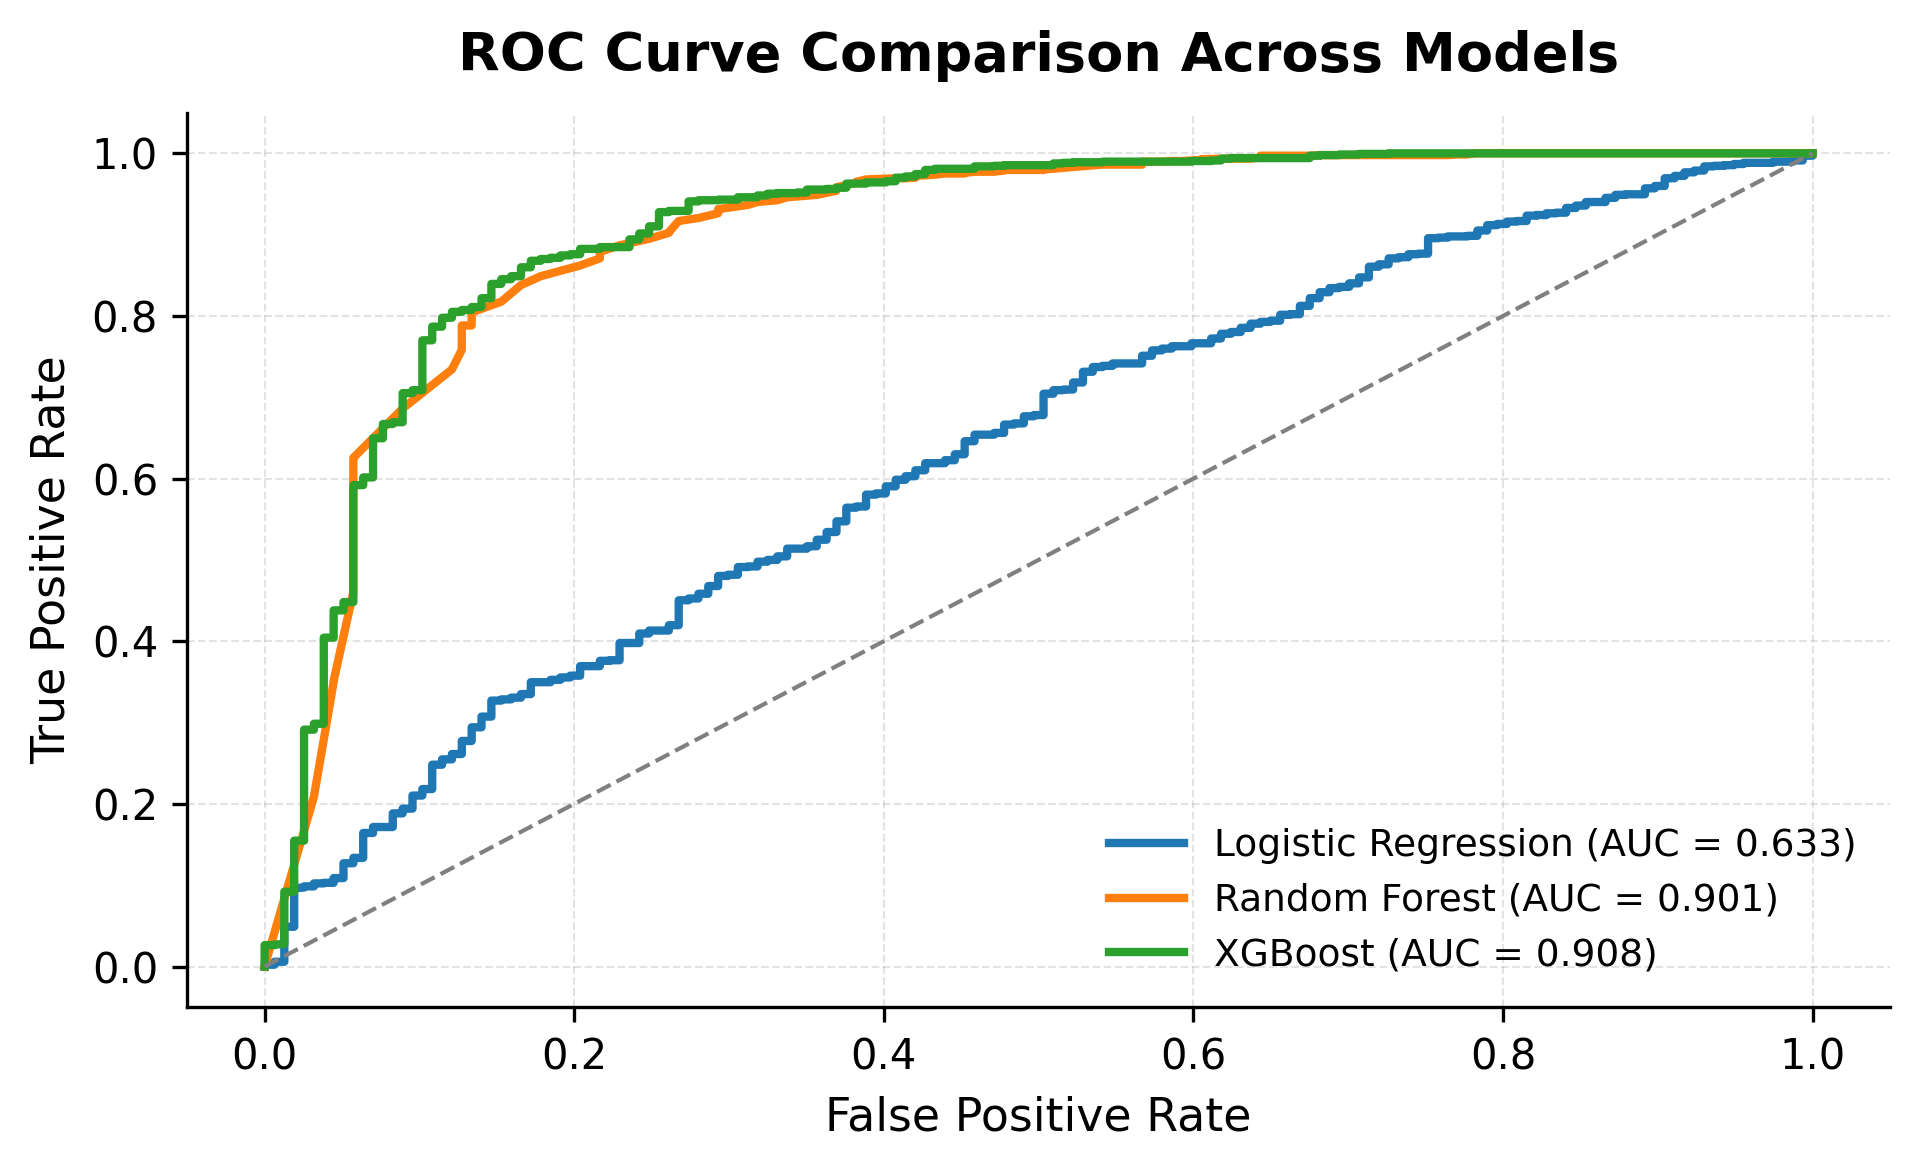 ROC Curve Comparison Across Models
True Positive Rate
1.0
0.8
0.6
0.4
0.2
0.0
Logistic Regression (AUC = 0.633)
Random Forest (AUC = 0.901)
XGBoost (AUC = 0.908)
0.0 0.2 0.4 0.6 0.8 1.0
False Positive Rate